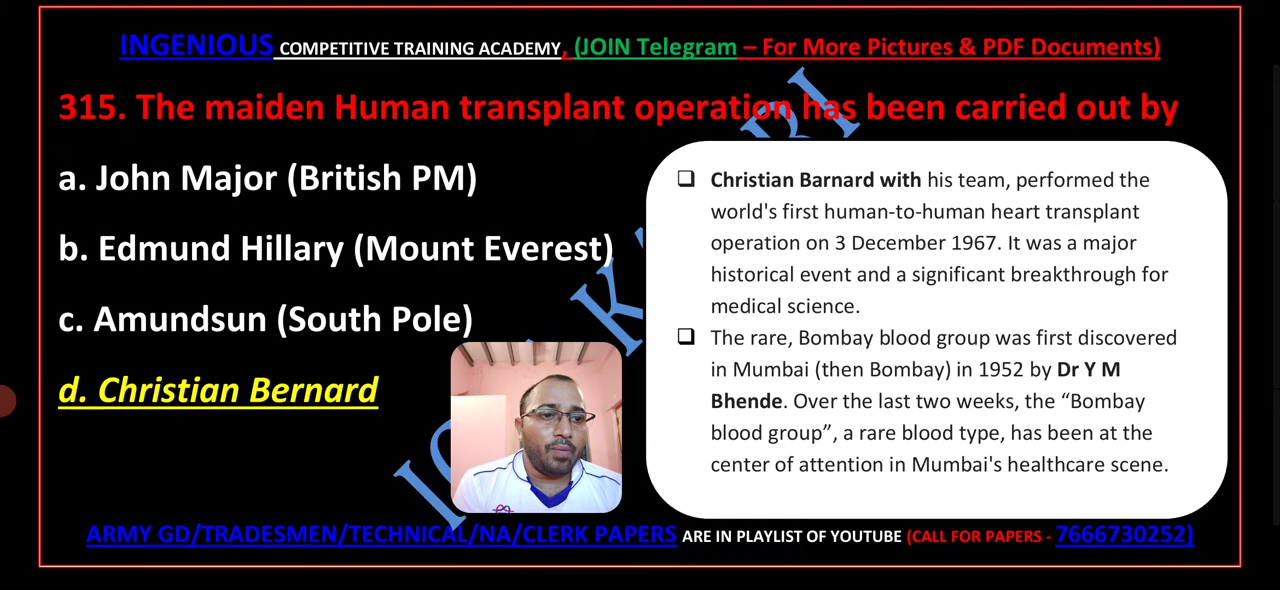 INGENIOUS COMPETITIVE TRAINING ACADEMY, (JOIN Telegram – For More Pictures & PDF Documents)
315. The maiden Human transplant operation has been carried out by
a. John Major (British PM)
b. Edmund Hillary (Mount Everest)
c. Amundsun (South Pole)
d. Christian Bernard
❑ Christian Barnard with his team, performed the
world's first human-to-human heart transplant
operation on 3 December 1967. It was a major
historical event and a significant breakthrough for
medical science.
❑ The rare, Bombay blood group was first discovered
in Mumbai (then Bombay) in 1952 by Dr Y M
Bhende. Over the last two weeks, the “Bombay
blood group”, a rare blood type, has been at the
center of attention in Mumbai's healthcare scene.
ARMY GD/TRADESMEN/TECHNICAL/NA/CLERK PAPERS ARE IN PLAYLIST OF YOUTUBE (CALL FOR PAPERS - 7666730252)